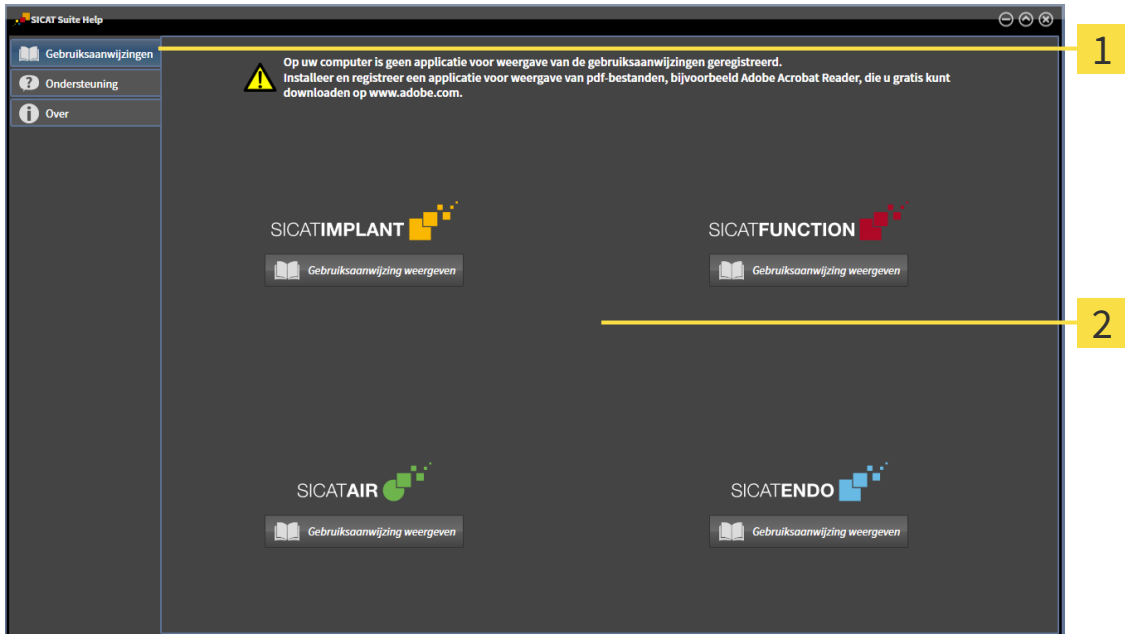 SICAT Suite Help
Gebruiksaanwijzingen
Ondersteuning
Over
Op uw computer is geen applicatie voor weergave van de gebruiksaanwijzingen geregistreerd.
Installeer en registreer een applicatie voor weergave van pdf-bestanden, bijvoorbeeld Adobe Acrobat Reader, die u gratis kunt
downloaden op www.adobe.com.
1
SICATIMPLANT
SICATFUNCTION
Gebruiksaanwijzing weergeven
Gebruiksaanwijzing weergeven
2
SICATAIR
SICATENDO
Gebruiksaanwijzing weergeven
Gebruiksaanwijzing weergeven